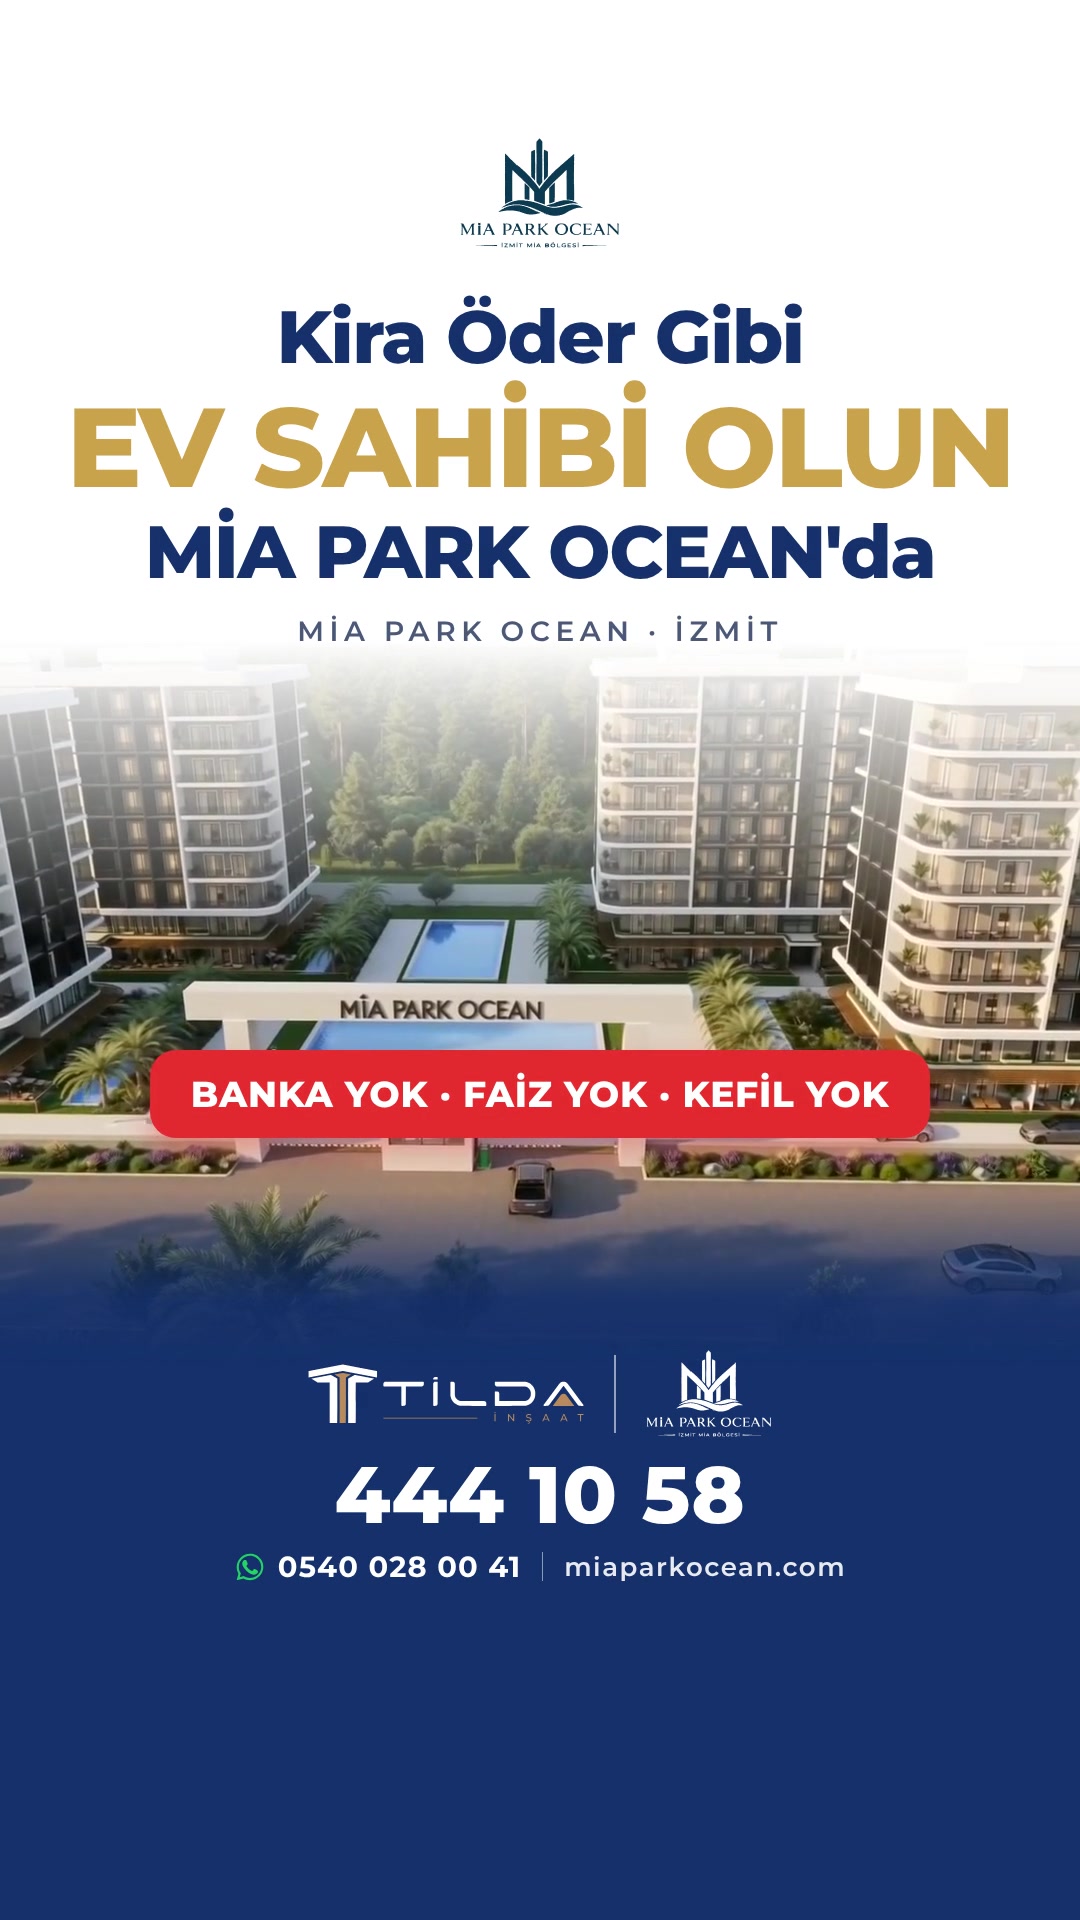 MİA PARK OCEAN
İZMİT MİA BÖLGESİ
Kira Öder Gibi
EV SAHİBİ OLUN
MİA PARK OCEAN'da
MİA PARK OCEAN · İZMİT
MİA PARK OCEAN
BANKA YOK • FAİZ YOK • KEFİL YOK
TİLDA
İNŞAAT
MİA PARK OCEAN
İZMİT MİA BÖLGESİ
444 10 58
0540 028 00 41 | miaparkocean.com